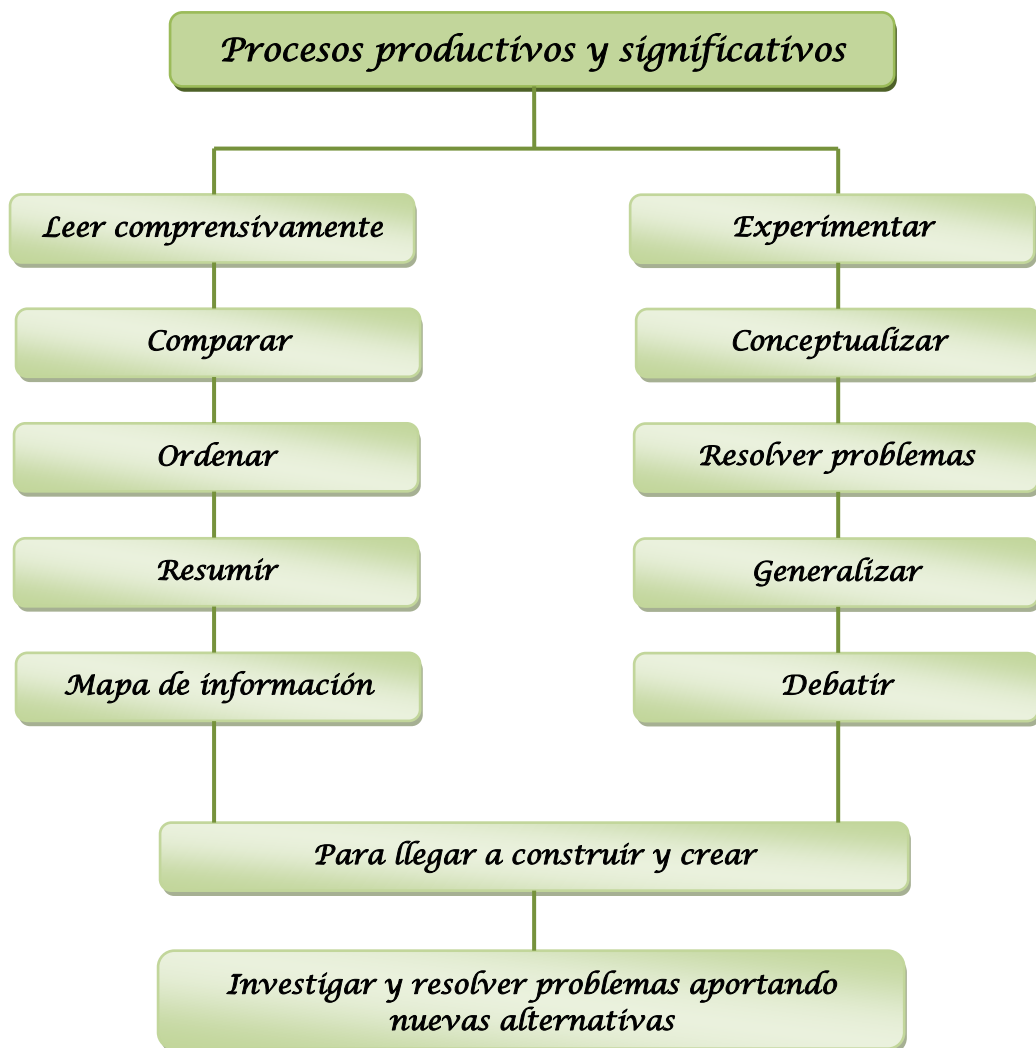 Procesos productivos y significativos
Leer comprensivamente
Comparar
Ordenar
Resumir
Mapa de información
Experimentar
Conceptualizar
Resolver problemas
Generalizar
Debatir
Para llegar a construir y crear
Investigar y resolver problemas aportando
nuevas alternativas